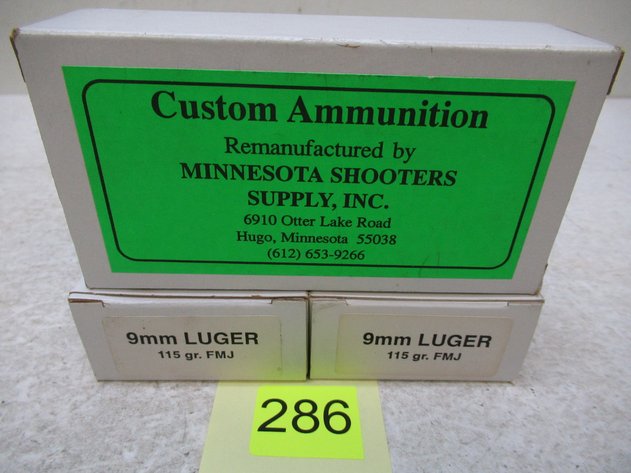 Custom Ammunition
Remanufactured by
MINNESOTA SHOOTERS
SUPPLY, INC.
6910 Otter Lake Road
Hugo, Minnesota 55038
(612) 653-9266
9mm LUGER
115 gr. FMJ
9mm LUGER
115 gr. FMJ
286